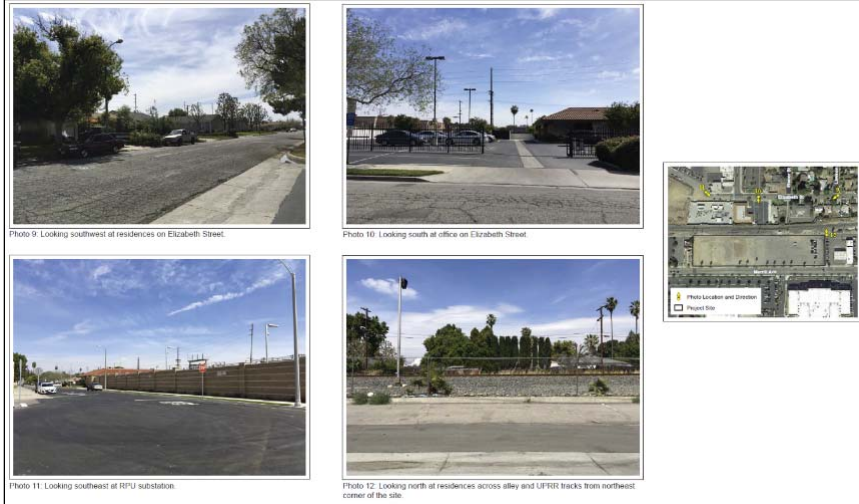 Photo 9: Looking southwest at residences on Elizabeth Street.
Photo 10: Looking south at office on Elizabeth Street.
Photo 11: Looking southeast at RPU substation.
Photo 12: Looking north at residences across alley and UPRR tracks from northeast
corner of the site.
Elizabeth
Photo Location and Direction
Project Site